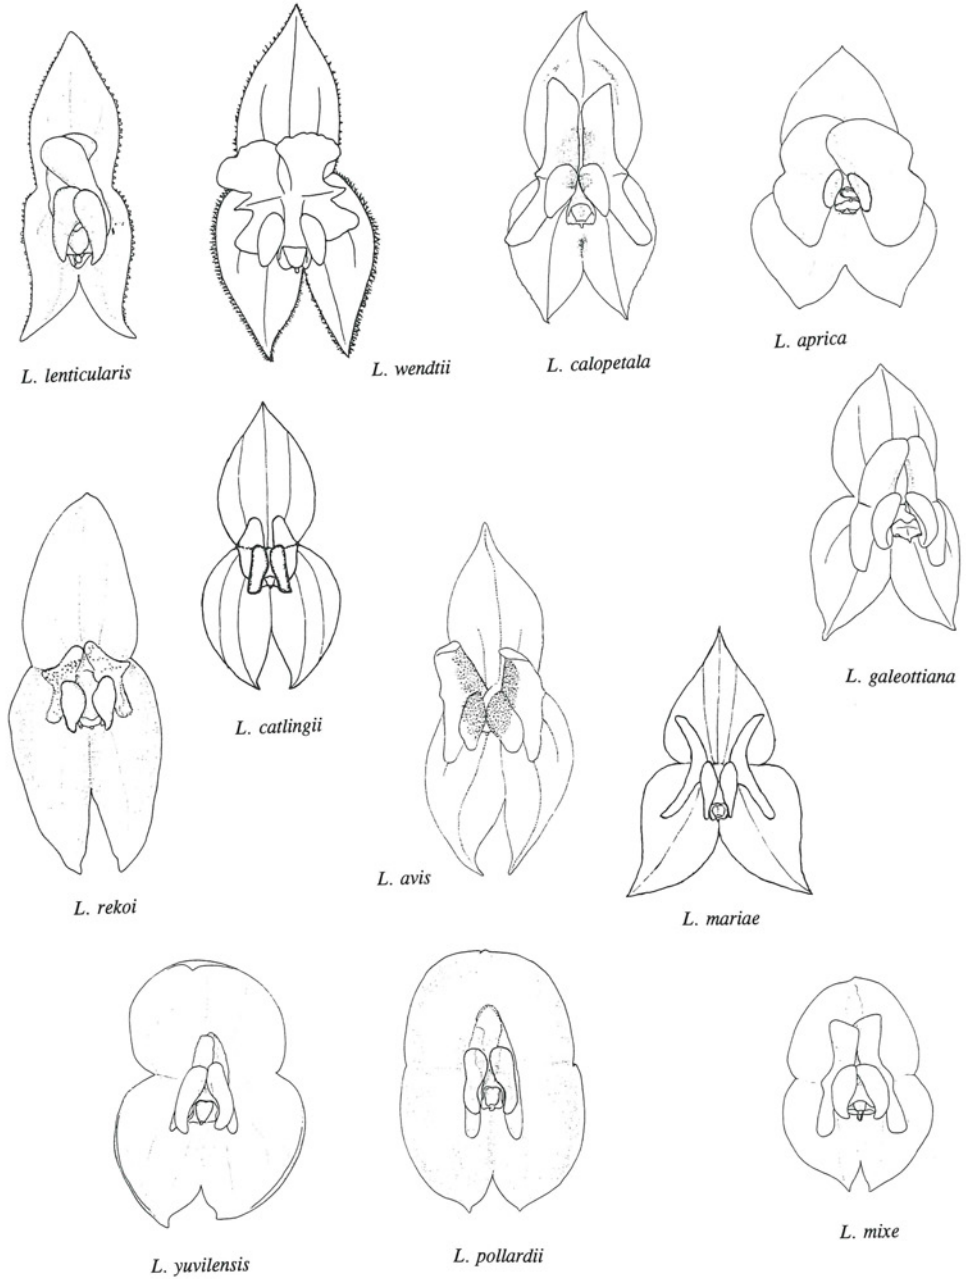 L. lenticularis
L. wendtii
L. calopetala
L. aprica
L. rekoi
L. catlingii
L. avis
L. mariae
L. galeottiana
L. yuvilensis
L. pollardii
L. mixe